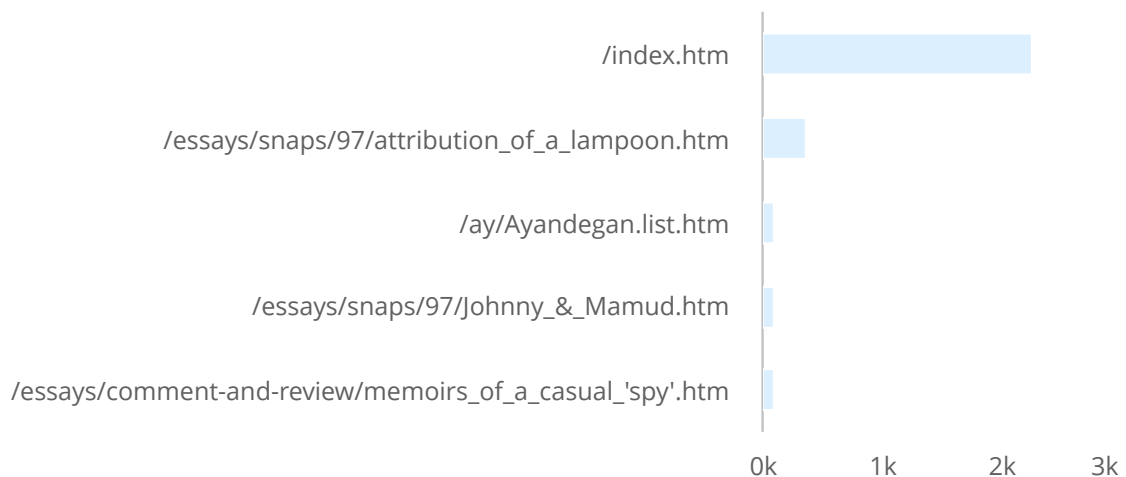 /index.htm
/essays/snaps/97/attribution_of_a_lampoon.htm
/ay/Ayandegan.list.htm
/essays/snaps/97/Johnny_&_Mamud.htm
/essays/comment-and-review/memoirs_of_a_casual_'spy'.htm
0k 1k 2k 3k